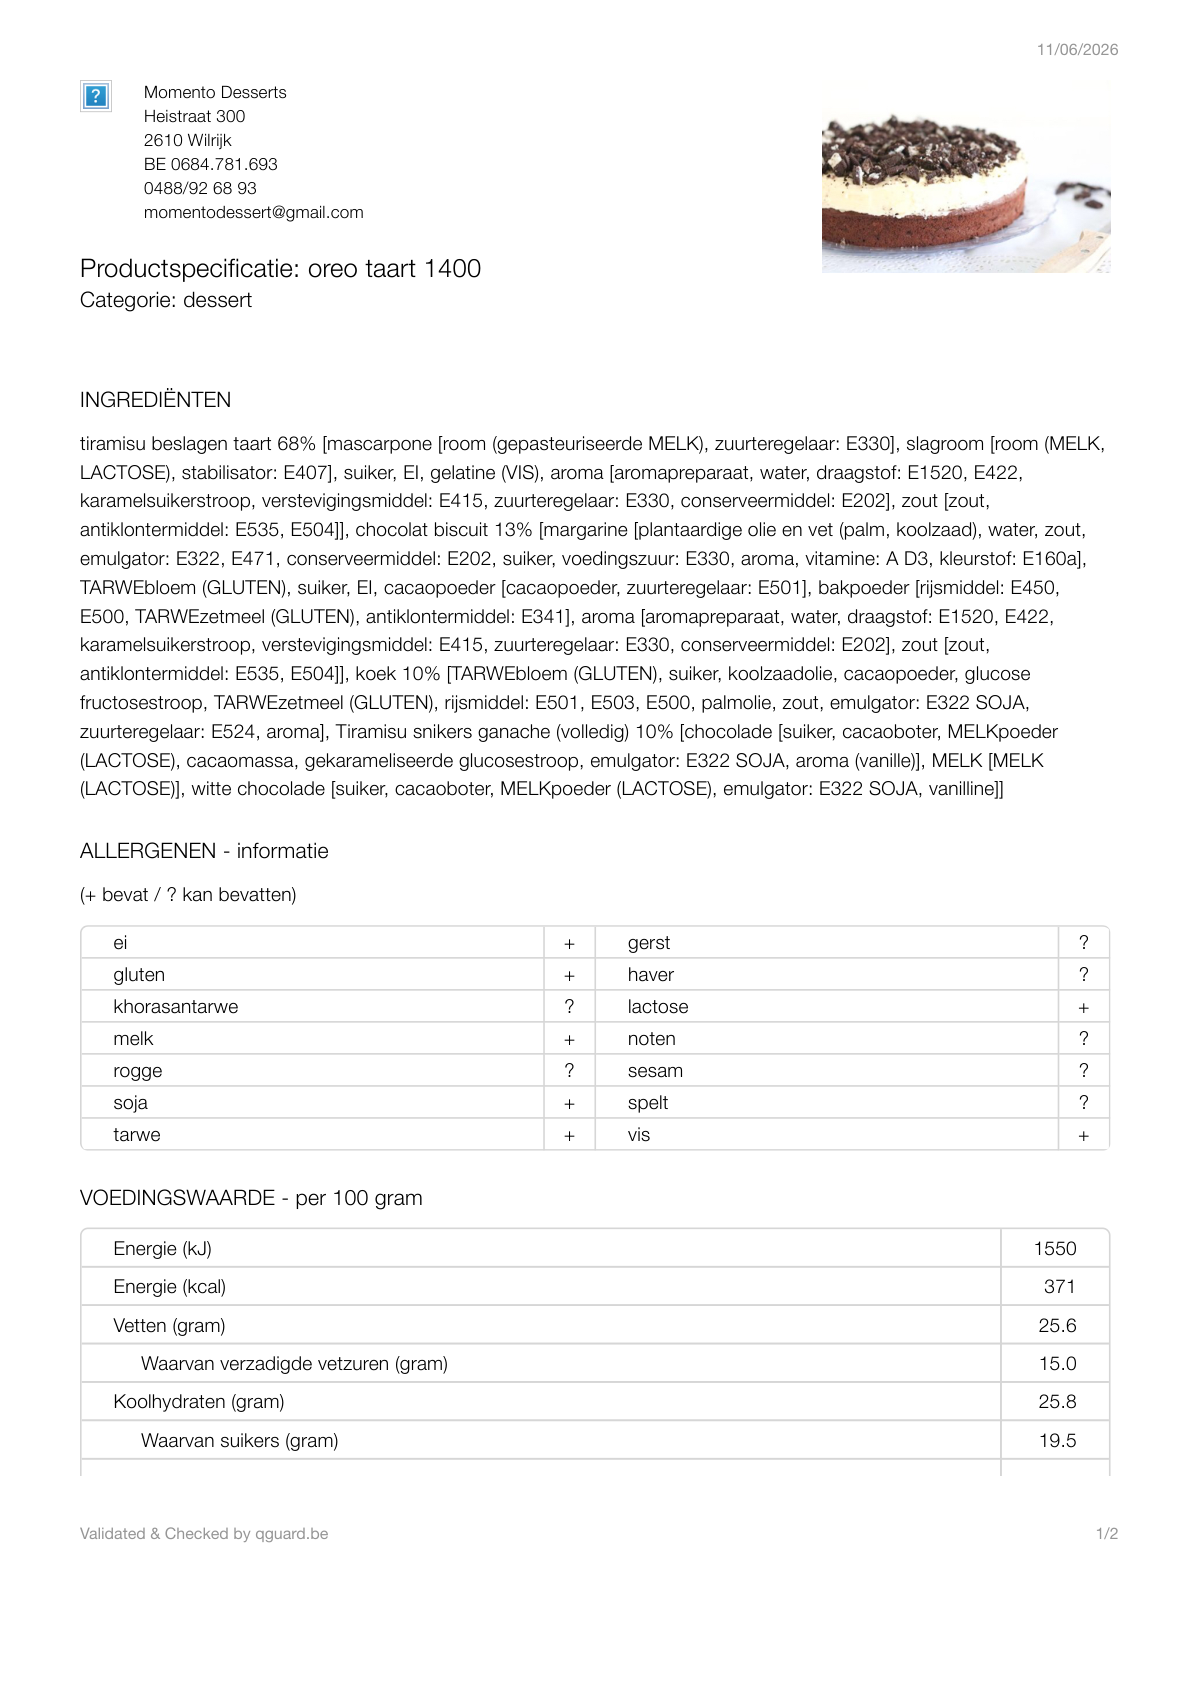 11/06/2026
Momento Desserts
Heistraat 300
2610 Wilrijk
BE 0684.781.693
0488/92 68 93
momentodessert@gmail.com
Productspecificatie: oreo taart 1400
Categorie: dessert
INGREDIËNTEN
tiramisu beslagen taart 68% [mascarpone [room (gepasteuriseerde MELK), zuurteregelaar: E330], slagroom [room (MELK,
LACTOSE), stabilisator: E407], suiker, EI, gelatine (VIS), aroma [aromapreparaat, water, draagstof: E1520, E422,
karamelsuikerstroop, verstevigingsmiddel: E415, zuurteregelaar: E330, conserveermiddel: E202], zout [zout,
antiklontermiddel: E535, E504]], chocolat biscuit 13% [margarine [plantaardige olie en vet (palm, koolzaad), water, zout,
emulgator: E322, E471, conserveermiddel: E202, suiker, voedingszuur: E330, aroma, vitamine: A D3, kleurstof: E160a],
TARWEbloem (GLUTEN), suiker, EI, cacaopoeder [cacaopoeder, zuurteregelaar: E501], bakpoeder [rijsmiddel: E450,
E500, TARWEzetmeel (GLUTEN), antiklontermiddel: E341], aroma [aromapreparaat, water, draagstof: E1520, E422,
karamelsuikerstroop, verstevigingsmiddel: E415, zuurteregelaar: E330, conserveermiddel: E202], zout [zout,
antiklontermiddel: E535, E504]], koek 10% [TARWEbloem (GLUTEN), suiker, koolzaadolie, cacaopoeder, glucose
fructosestroop, TARWEzetmeel (GLUTEN), rijsmiddel: E501, E503, E500, palmolie, zout, emulgator: E322 SOJA,
zuurteregelaar: E524, aroma], Tiramisu snikers ganache (volledig) 10% [chocolade [suiker, cacaoboter, MELKpoeder
(LACTOSE), cacaomassa, gekarameliseerde glucosestroop, emulgator: E322 SOJA, aroma (vanille)], MELK [MELK
(LACTOSE)], witte chocolade [suiker, cacaoboter, MELKpoeder (LACTOSE), emulgator: E322 SOJA, vanilline]]
ALLERGENEN - informatie
(+ bevat / ? kan bevatten)
ei + gerst ?
gluten + haver ?
khorasantarwe ? lactose +
melk + noten ?
rogge ? sesam ?
soja + spelt ?
tarwe + vis +
VOEDINGSWAARDE - per 100 gram
Energie (kJ) 1550
Energie (kcal) 371
Vetten (gram) 25.6
Waarvan verzadigde vetzuren (gram) 15.0
Koolhydraten (gram) 25.8
Waarvan suikers (gram) 19.5
Validated & Checked by qguard.be 1/2